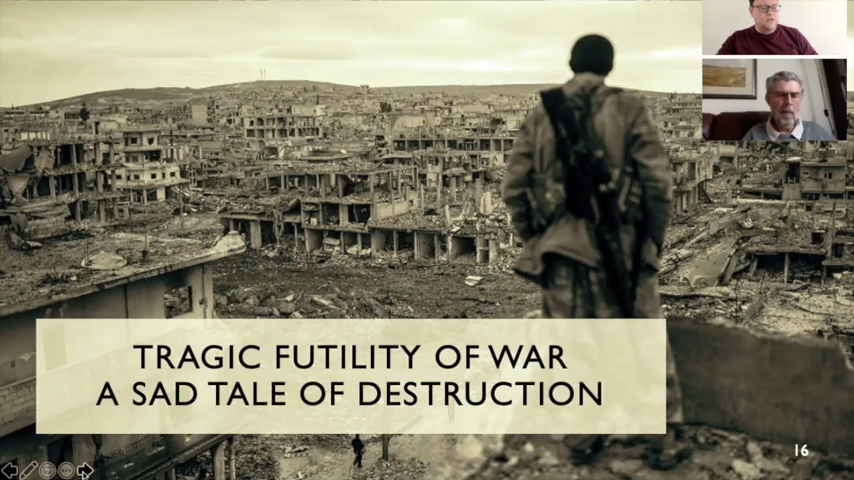 TRAGIC FUTILITY OF WAR
A SAD TALE OF DESTRUCTION
16